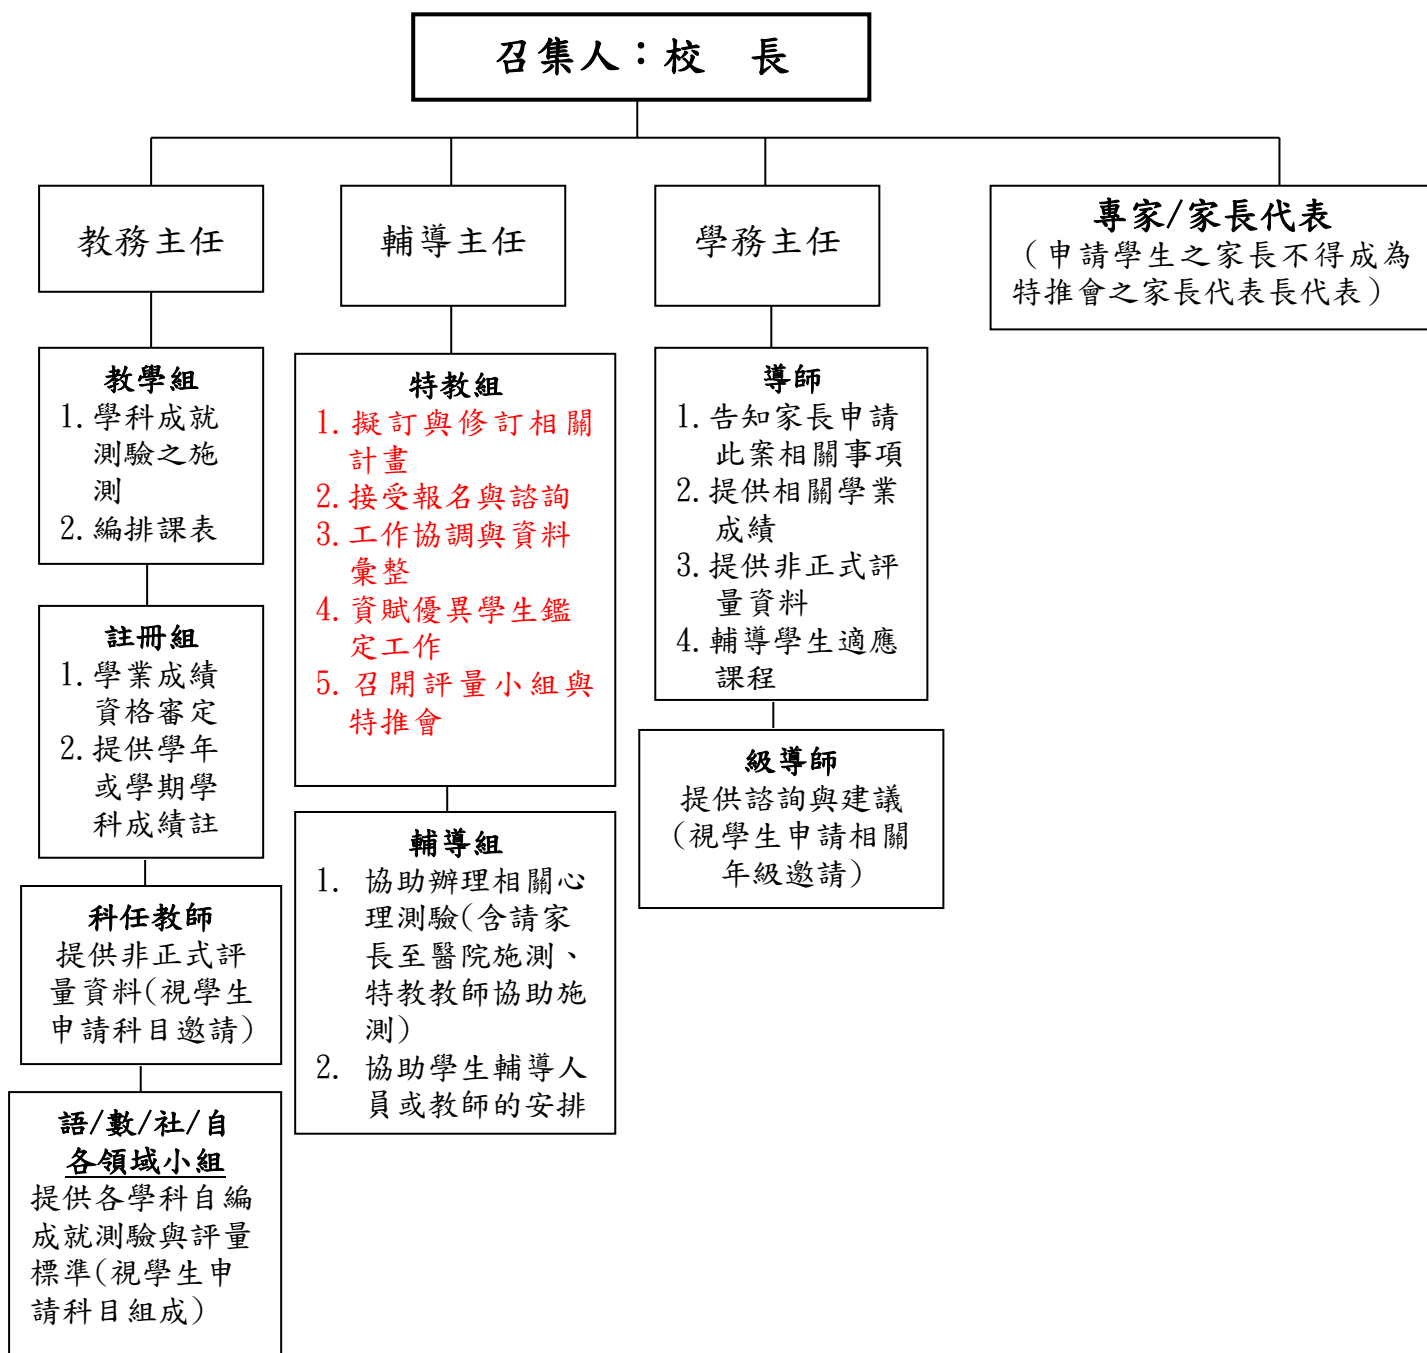 召集人：校　長
教務主任
輔導主任
學務主任
專家/家長代表
（申請學生之家長不得成為
特推會之家長代表長代表）
教學組
1.學科成就
測驗之施
測
2.編排課表
註冊組
1.學業成績
資格審定
2.提供學年
或學期學
科成績註
科任教師
提供非正式評
量資料(視學生
申請科目邀請)
語/數/社/自
各領域小組
提供各學科自編
成就測驗與評量
標準(視學生申
請科目組成)
特教組
1.擬訂與修訂相關
計畫
2.接受報名與諮詢
3.工作協調與資料
彙整
4.資賦優異學生鑑
定工作
5.召開評量小組與
特推會
輔導組
1. 協助辦理相關心
理測驗(含請家
長至醫院施測、
特教教師協助施
測)
2. 協助學生輔導人
員或教師的安排
導師
1.告知家長申請
此案相關事項
2.提供相關學業
成績
3.提供非正式評
量資料
4.輔導學生適應
課程
級導師
提供諮詢與建議
(視學生申請相關
年級邀請)